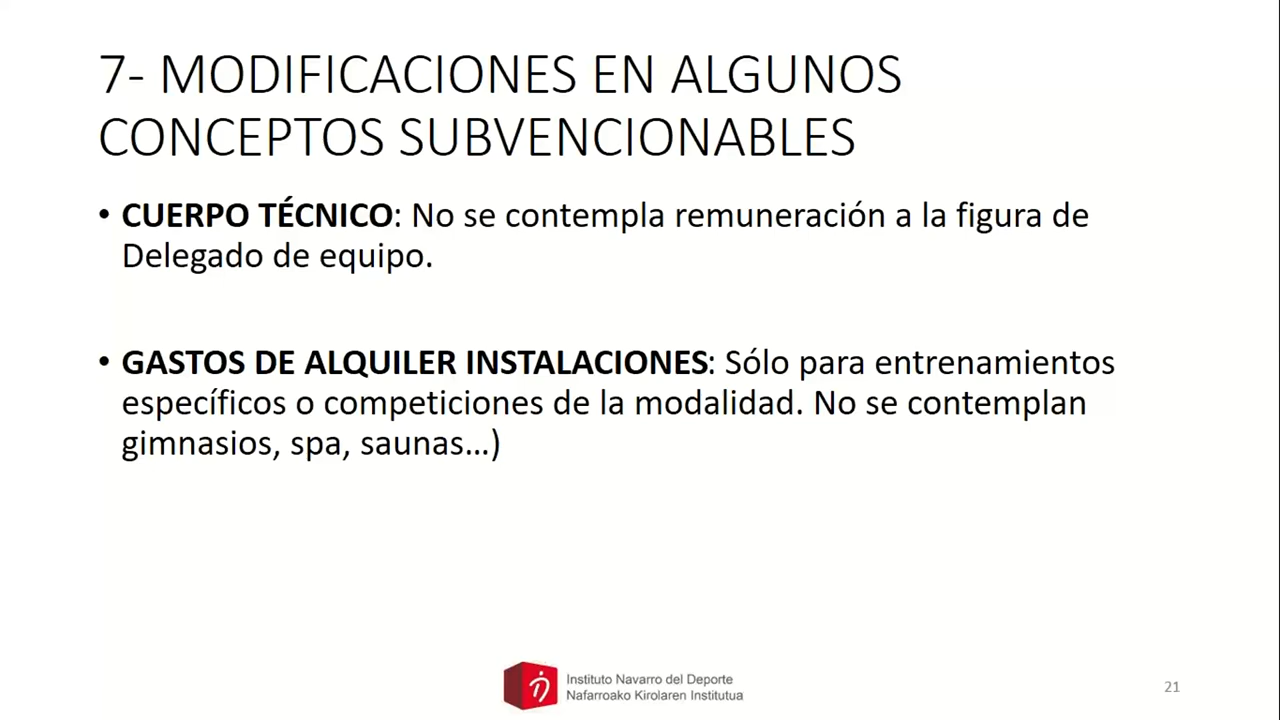 7- MODIFICACIONES EN ALGUNOS
CONCEPTOS SUBVENCIONABLES
• CUERPO TÉCNICO: No se contempla remuneración a la figura de
Delegado de equipo.
• GASTOS DE ALQUILER INSTALACIONES: Sólo para entrenamientos
específicos o competiciones de la modalidad. No se contemplan
gimnasios, spa, saunas...)
Instituto Navarro del Deporte
Nafarroako Kirolaren Institutua
21